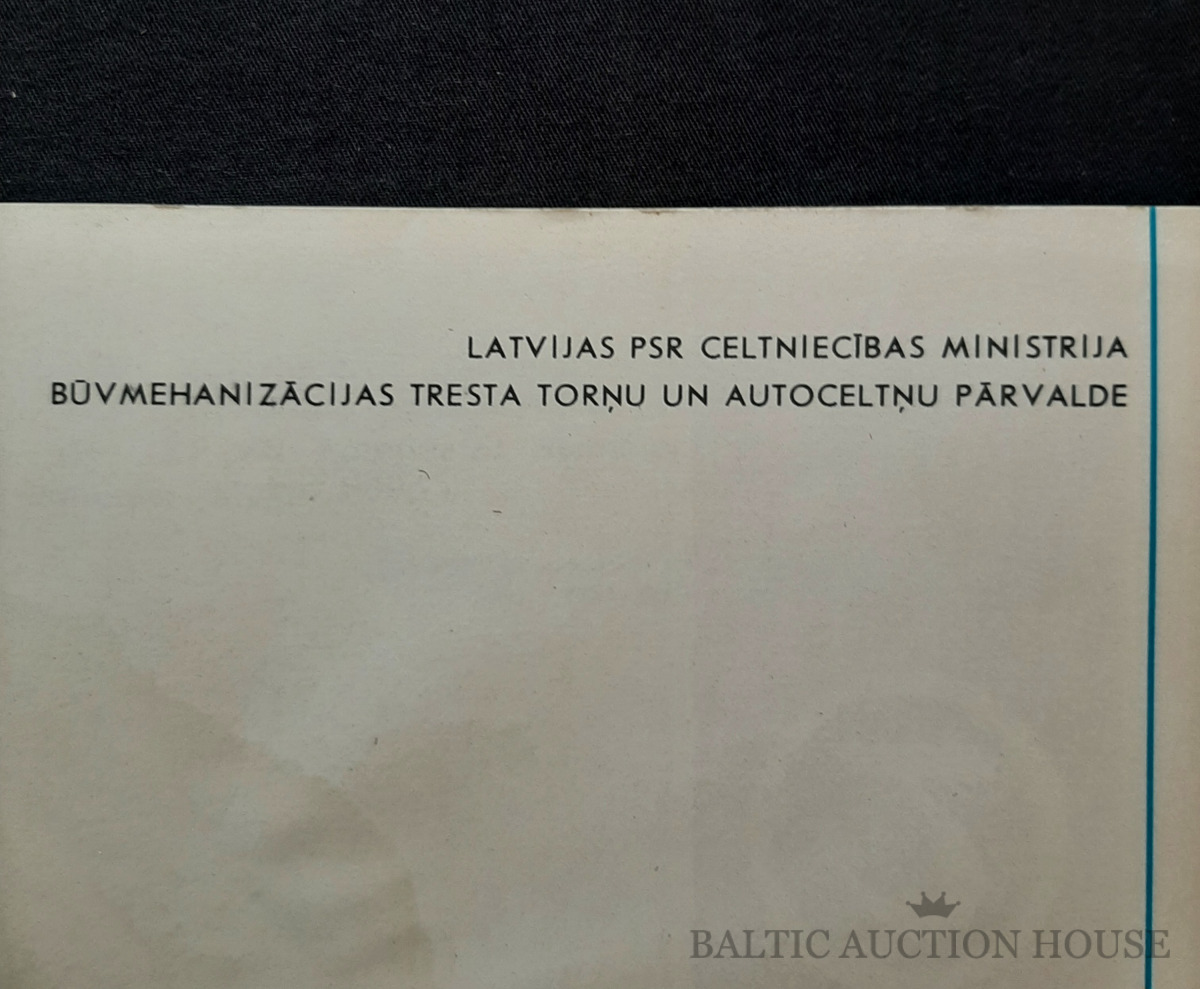 LATVIJAS PSR CELTNIECĪBAS MINISTRIJA
BŪVMEHANIZĀCIJAS TRESTA TORŅU UN AUTOCELTŅU PĀRVALDE
BALTIC AUCTION HOUSE